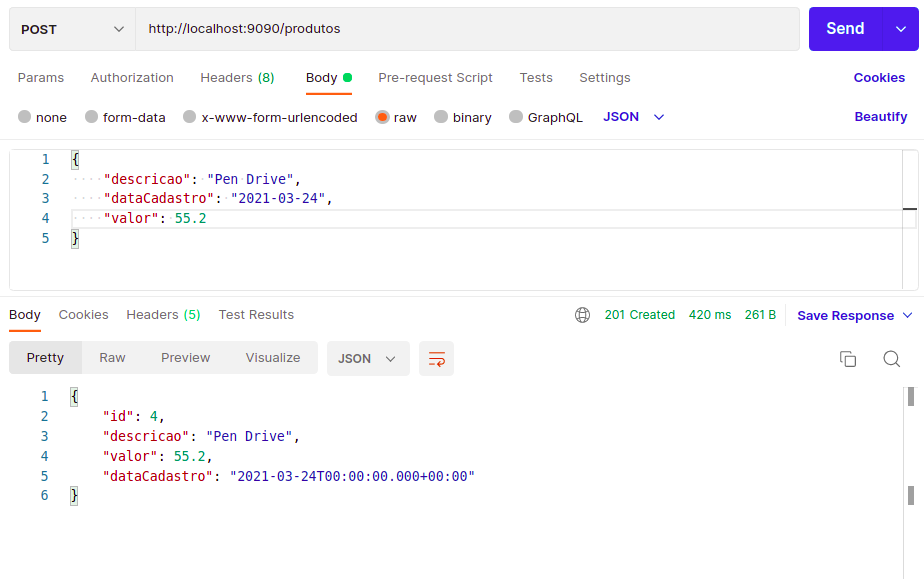 POST http://localhost:9090/produtos Send
Params Authorization Headers (8) Body Pre-request Script Tests Settings Cookies
none form-data x-www-form-urlencoded raw binary GraphQL JSON Beautify
1 {
2 ····"descricao":·"Pen·Drive",
3 ····"dataCadastro":·"2021-03-24",
4 ····"valor":·55.2
5 }
Body Cookies Headers (5) Test Results 201 Created 420 ms 261 B Save Response
Pretty Raw Preview Visualize JSON
1 {
2 "id": 4,
3 "descricao": "Pen Drive",
4 "valor": 55.2,
5 "dataCadastro": "2021-03-24T00:00:00.000+00:00"
6 }